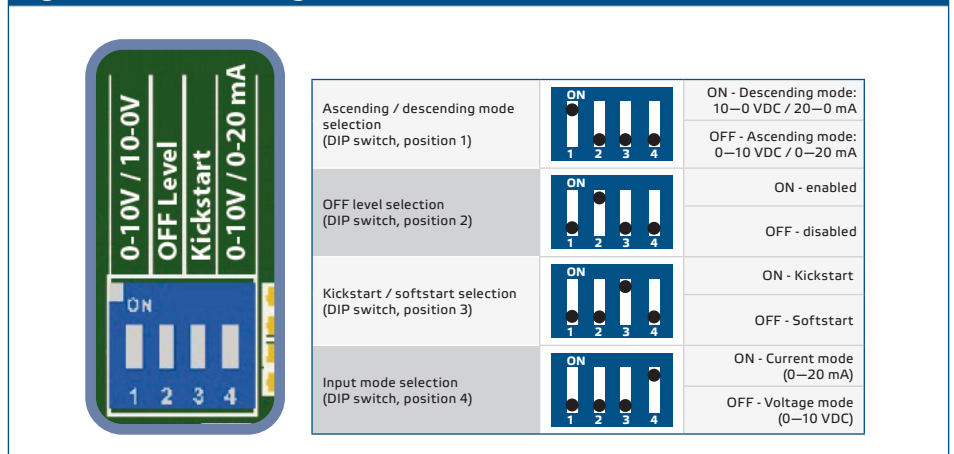 0-10V / 10-0V
OFF Level
Kickstart
0-10V / 0-20 mA
ON
1 2 3 4
Ascending / descending mode
selection
(DIP switch, position 1)
ON
1 2 3 4
ON - Descending mode:
10—0 VDC / 20—0 mA
OFF - Ascending mode:
0—10 VDC / 0—20 mA
OFF level selection
(DIP switch, position 2)
ON
1 2 3 4
ON - enabled
OFF - disabled
Kickstart / softstart selection
(DIP switch, position 3)
ON
1 2 3 4
ON - Kickstart
OFF - Softstart
Input mode selection
(DIP switch, position 4)
ON
1 2 3 4
ON - Current mode
(0—20 mA)
OFF - Voltage mode
(0—10 VDC)